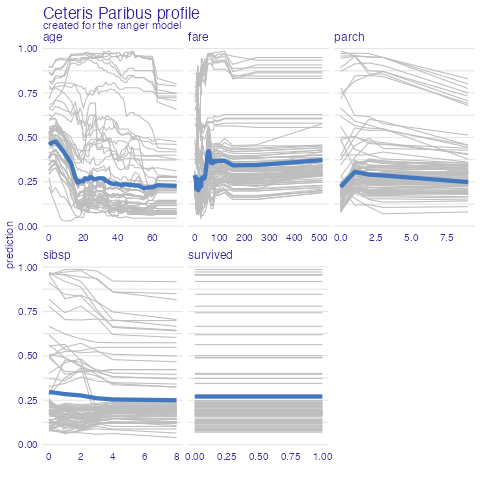 Ceteris Paribus profile
created for the ranger model
age fare parch
1.00
0.75
0.50
0.25
0.00
0 20 40 60 0 100 200 300 400 500 0.0 2.5 5.0 7.5
prediction
sibsp survived
1.00
0.75
0.50
0.25
0.00
0 2 4 6 8 0.00 0.25 0.50 0.75 1.00